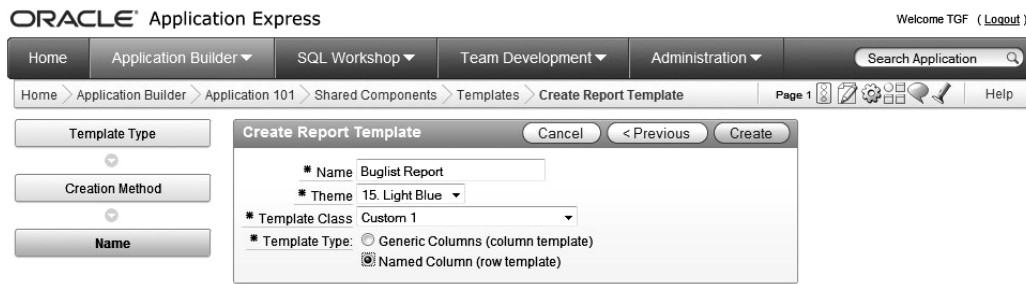 ORACLE® Application Express
Welcome TGF ( Logout )
Home Application Builder SQL Workshop Team Development Administration Search Application
Home Application Builder Application 101 Shared Components Templates Create Report Template Page 1 Help
Template Type
Creation Method
Name
Create Report Template Cancel < Previous Create
* Name Buglist Report
* Theme 15. Light Blue
* Template Class Custom 1
* Template Type: Generic Columns (column template)
Named Column (row template)